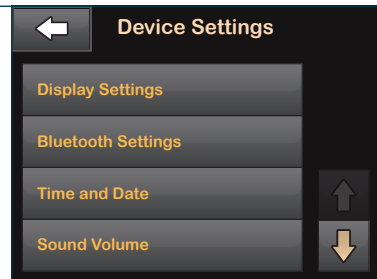 Device Settings
Display Settings
Bluetooth Settings
Time and Date
Sound Volume